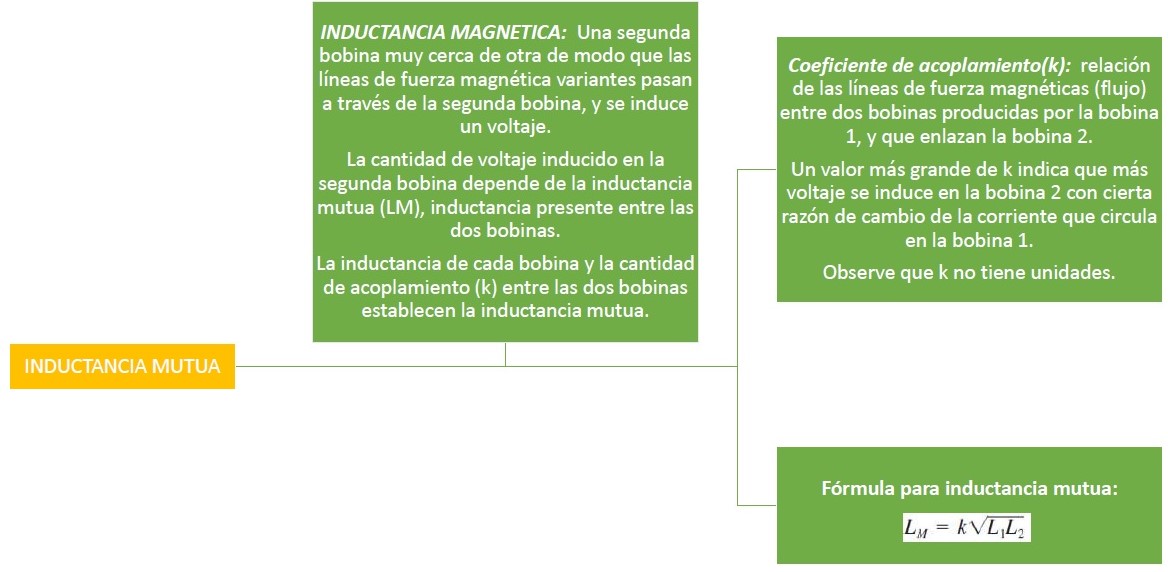 INDUCTANCIA MAGNETICA: Una segunda
bobina muy cerca de otra de modo que las
líneas de fuerza magnética variantes pasan
a través de la segunda bobina, y se induce
un voltaje.
La cantidad de voltaje inducido en la
segunda bobina depende de la inductancia
mutua (LM), inductancia presente entre las
dos bobinas.
La inductancia de cada bobina y la cantidad
de acoplamiento (k) entre las dos bobinas
establecen la inductancia mutua.
Coeficiente de acoplamiento(k): relación
de las líneas de fuerza magnéticas (flujo)
entre dos bobinas producidas por la bobina
1, y que enlazan la bobina 2.
Un valor más grande de k indica que más
voltaje se induce en la bobina 2 con cierta
razón de cambio de la corriente que circula
en la bobina 1.
Observe que k no tiene unidades.
INDUCTANCIA MUTUA
Fórmula para inductancia mutua:
L_M = k√L₁L₂